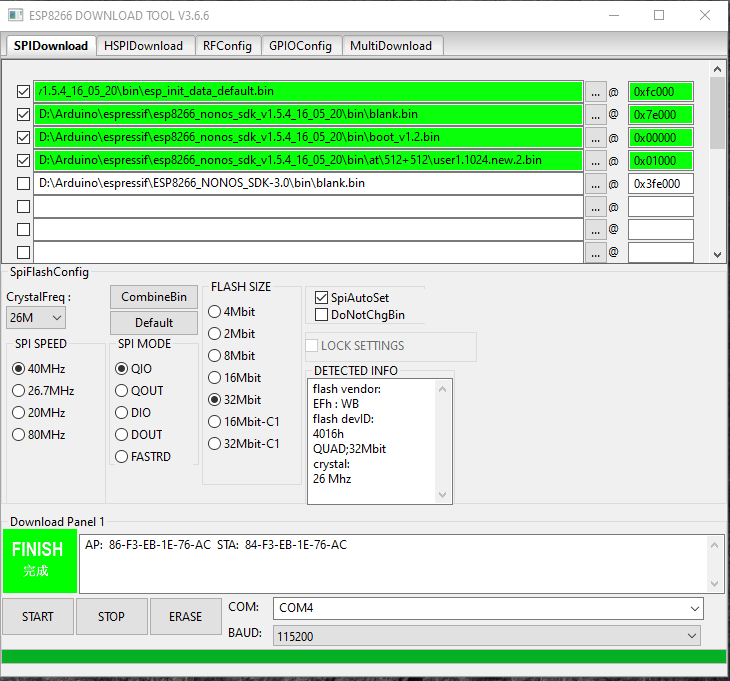 ESP8266 DOWNLOAD TOOL V3.6.6
SPIDownload HSPIDownload RFConfig GPIOConfig MultiDownload
/1.5.4_16_05_20\bin\esp_init_data_default.bin ... @ 0xfc000
D:\Arduino\espressif\esp8266_nonos_sdk_v1.5.4_16_05_20\bin\blank.bin ... @ 0x7e000
D:\Arduino\espressif\esp8266_nonos_sdk_v1.5.4_16_05_20\bin\boot_v1.2.bin ... @ 0x00000
D:\Arduino\espressif\esp8266_nonos_sdk_v1.5.4_16_05_20\bin\at\512+512\user1.1024.new.2.bin ... @ 0x01000
D:\Arduino\espressif\ESP8266_NONOS_SDK-3.0\bin\blank.bin ... @ 0x3fe000
... @
... @
... @
SpiFlashConfig
CrystalFreq :
26M
CombineBin
Default
SPI SPEED
40MHz
26.7MHz
20MHz
80MHz
SPI MODE
QIO
QOUT
DIO
DOUT
FASTRD
FLASH SIZE
4Mbit
2Mbit
8Mbit
16Mbit
32Mbit
16Mbit-C1
32Mbit-C1
SpiAutoSet
DoNotChgBin
LOCK SETTINGS
DETECTED INFO
flash vendor:
EFh : WB
flash devID:
4016h
QUAD;32Mbit
crystal:
26 Mhz
Download Panel 1
FINISH
完成
AP: 86-F3-EB-1E-76-AC STA: 84-F3-EB-1E-76-AC
START STOP ERASE
COM: COM4
BAUD: 115200